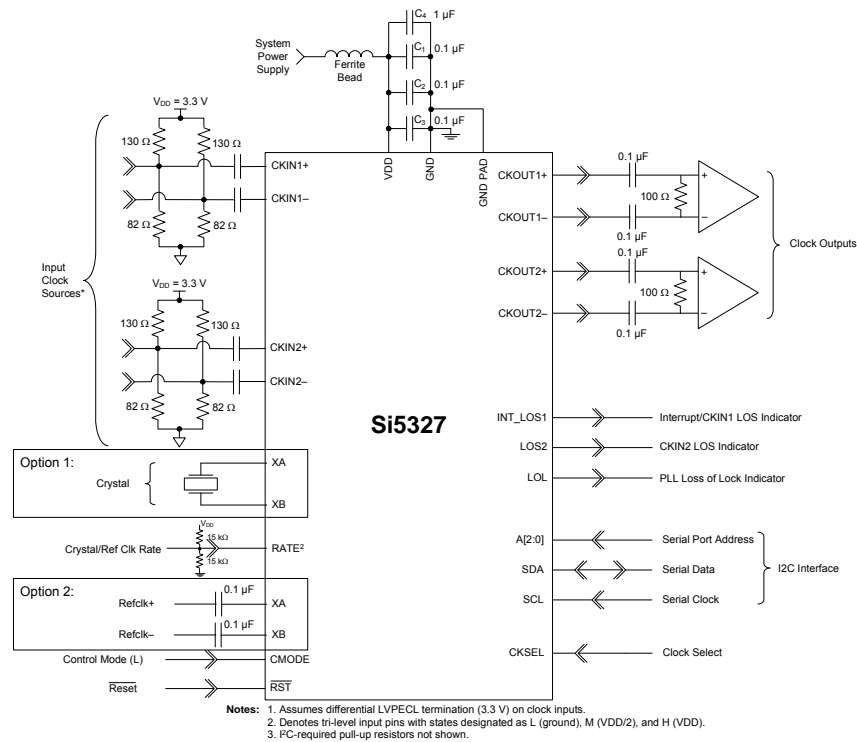 C4 1 µF
System
Power
Supply
Ferrite
Bead
C1 0.1 µF
C2 0.1 µF
C3 0.1 µF
VDD = 3.3 V
130 Ω
130 Ω
CKIN1+
CKIN1–
82 Ω
82 Ω
VDD
GND
GND PAD
CKOUT1+
0.1 µF
100 Ω
+
–
CKOUT1–
0.1 µF
0.1 µF
CKOUT2+
100 Ω
+
–
CKOUT2–
0.1 µF
Clock Outputs
Input
Clock
Sources*
VDD = 3.3 V
130 Ω
130 Ω
CKIN2+
CKIN2–
82 Ω
82 Ω
Si5327
INT_LOS1
Interrupt/CKIN1 LOS Indicator
LOS2
CKIN2 LOS Indicator
LOL
PLL Loss of Lock Indicator
Option 1:
Crystal
XA
XB
VDD
15 kΩ
Crystal/Ref Clk Rate
RATE2
15 kΩ
A[2:0]
Serial Port Address
SDA
Serial Data
I2C Interface
SCL
Serial Clock
Option 2:
Refclk+
0.1 µF
XA
Refclk–
0.1 µF
XB
Control Mode (L)
CMODE
Reset
RST
CKSEL
Clock Select
Notes: 1. Assumes differential LVPECL termination (3.3 V) on clock inputs.
2. Denotes tri-level input pins with states designated as L (ground), M (VDD/2), and H (VDD).
3. I²C-required pull-up resistors not shown.